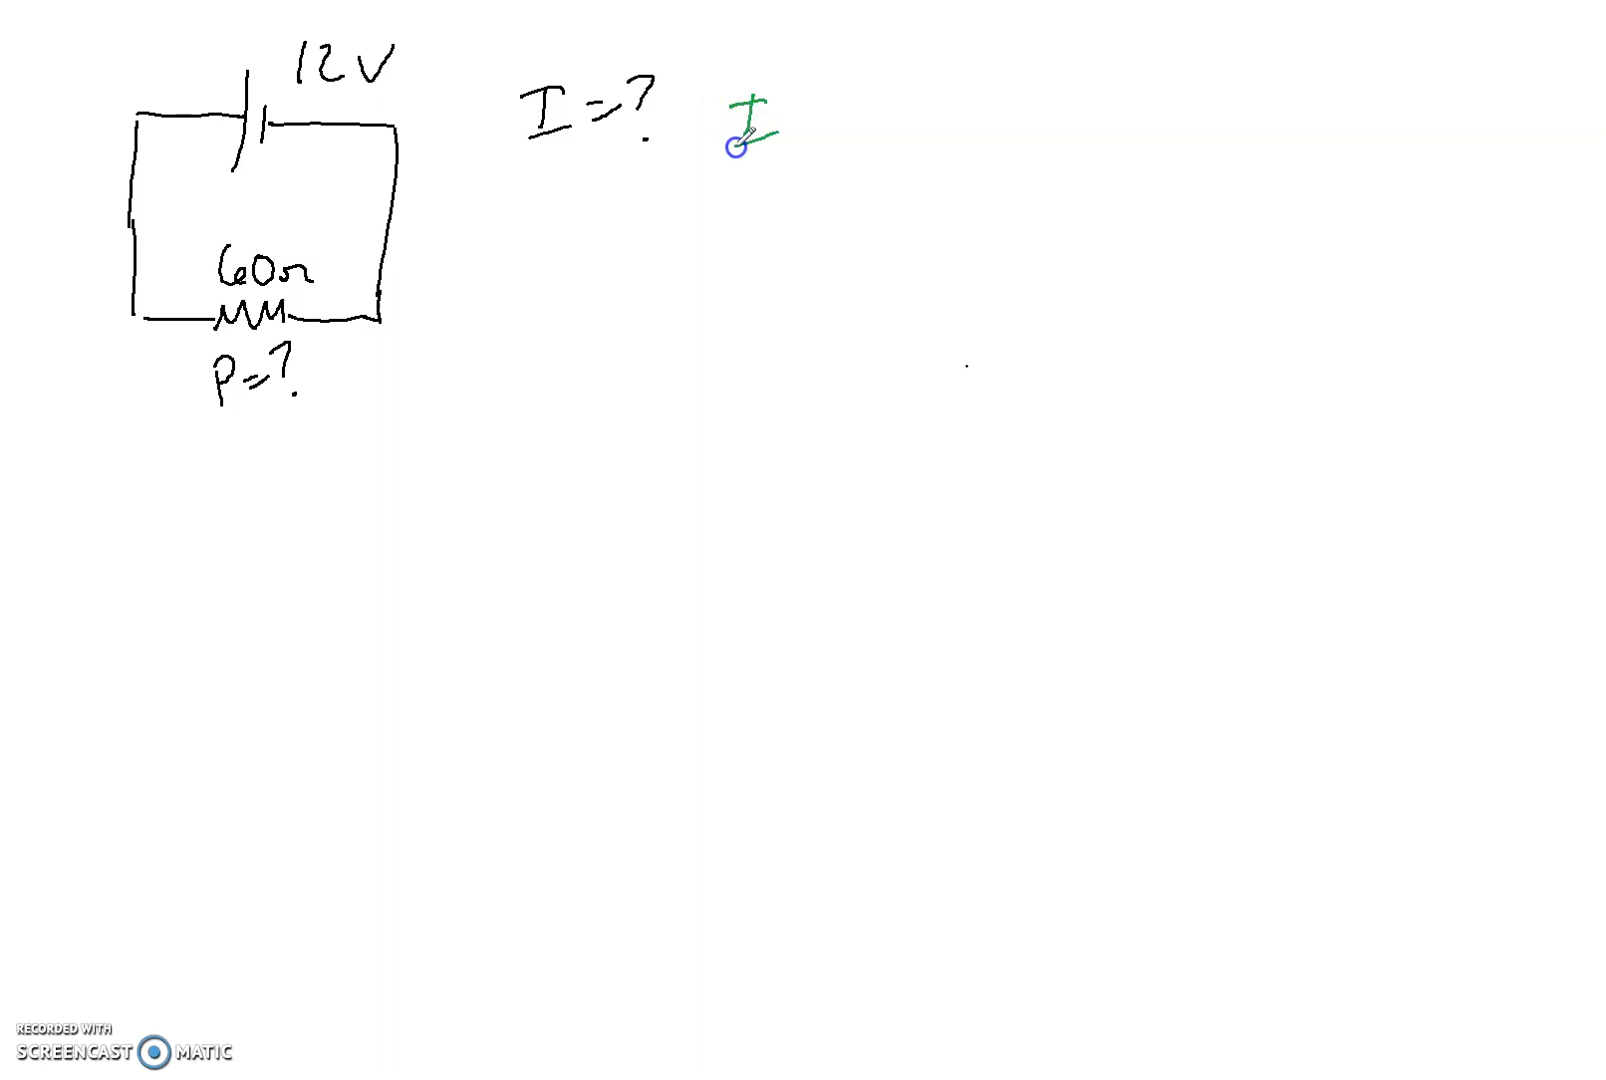 12V
I=?
I
60Ω
P=?
RECORDED WITH
SCREENCAST MATIC